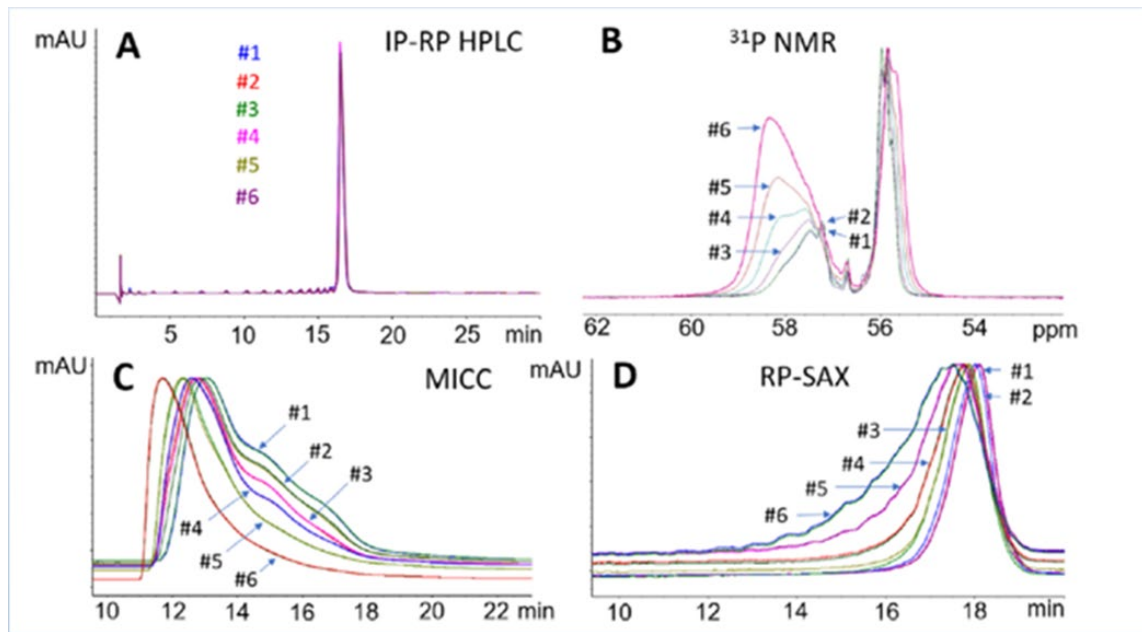 mAU
A
IP-RP HPLC
#1
#2
#3
#4
#5
#6
5 10 15 20 25 min
B
³¹P NMR
#6
#5
#4
#3
#2
#1
62 60 58 56 54 ppm
mAU
C
MICC
#1
#2
#3
#4
#5
#6
10 12 14 16 18 20 22 min
mAU
D
RP-SAX
#1
#2
#3
#4
#5
#6
10 12 14 16 18 min